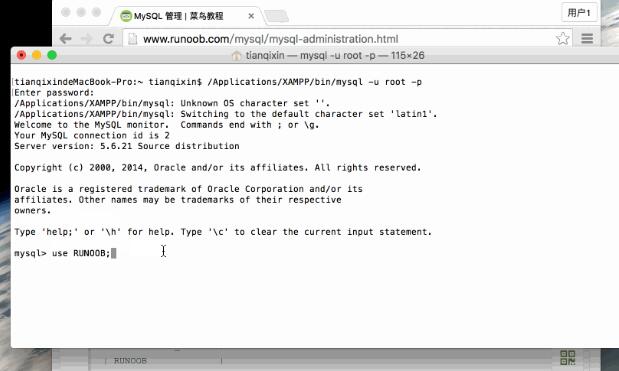 MySQL 管理 | 菜鸟教程
用户1
www.runoob.com/mysql/mysql-administration.html
tianqixin — mysql -u root -p — 115×26
[tianqixindeMacBook-Pro:~ tianqixin$ /Applications/XAMPP/bin/mysql -u root -p
[Enter password:
/Applications/XAMPP/bin/mysql: Unknown OS character set ''.
/Applications/XAMPP/bin/mysql: Switching to the default character set 'latin1'.
Welcome to the MySQL monitor.  Commands end with ; or \g.
Your MySQL connection id is 2
Server version: 5.6.21 Source distribution
Copyright (c) 2000, 2014, Oracle and/or its affiliates. All rights reserved.
Oracle is a registered trademark of Oracle Corporation and/or its
affiliates. Other names may be trademarks of their respective
owners.
Type 'help;' or '\h' for help. Type '\c' to clear the current input statement.
mysql> use RUNOOB;
| RUNOOB |